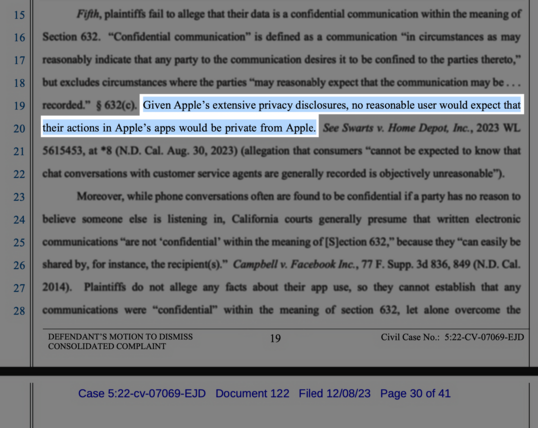 15 Fifth, plaintiffs fail to allege that their data is a confidential communication within the meaning of
16 Section 632. “Confidential communication” is defined as a communication “in circumstances as may
17 reasonably indicate that any party to the communication desires it to be confined to the parties thereto,”
18 but excludes circumstances where the parties “may reasonably expect that the communication may be . . .
19 recorded.” § 632(c). Given Apple’s extensive privacy disclosures, no reasonable user would expect that
20 their actions in Apple’s apps would be private from Apple. See Swarts v. Home Depot, Inc., 2023 WL
21 5615453, at *8 (N.D. Cal. Aug. 30, 2023) (allegation that consumers “cannot be expected to know that
22 chat conversations with customer service agents are generally recorded is objectively unreasonable”).
23 Moreover, while phone conversations often are found to be confidential if a party has no reason to
24 believe someone else is listening in, California courts generally presume that written electronic
25 communications “are not ‘confidential’ within the meaning of [S]ection 632,” because they “can easily be
26 shared by, for instance, the recipient(s).” Campbell v. Facebook Inc., 77 F. Supp. 3d 836, 849 (N.D. Cal.
27 2014). Plaintiffs do not allege any facts about their app use, so they cannot establish that any
28 communications were “confidential” within the meaning of section 632, let alone overcome the
DEFENDANT’S MOTION TO DISMISS 19 Civil Case No.: 5:22-CV-07069-EJD
CONSOLIDATED COMPLAINT
Case 5:22-cv-07069-EJD Document 122 Filed 12/08/23 Page 30 of 41